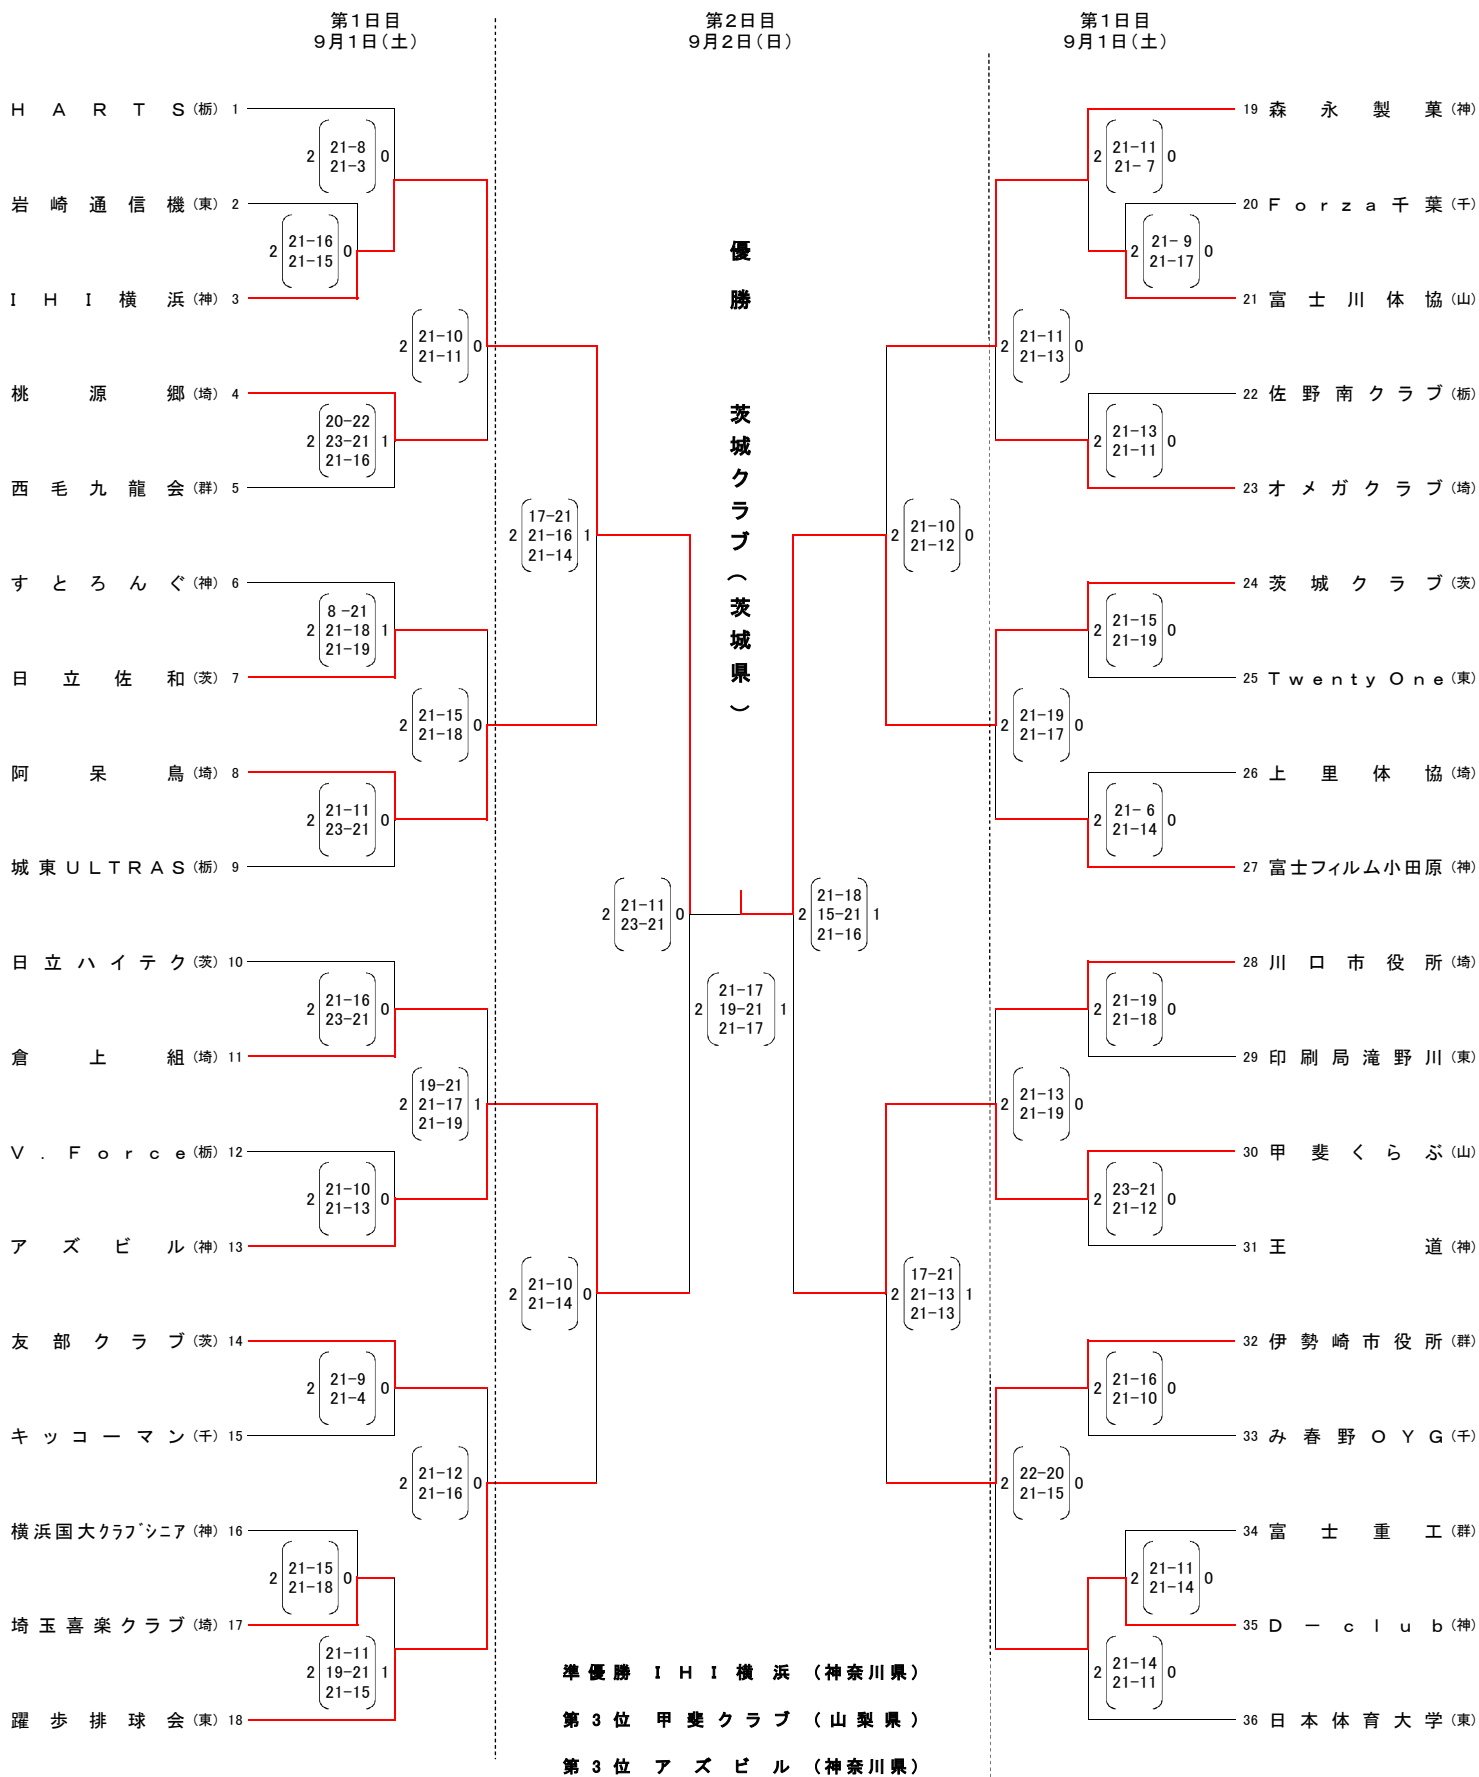 第1日目
9月1日(土)
第2日目
9月2日(日)
第1日目
9月1日(土)
HARTS(栃) 1
2 21-8 0
21-3
岩崎通信機(東) 2
2 21-16 0
21-15
IHI横浜(神) 3
2 21-10 0
21-11
桃源郷(埼) 4
20-22
2 23-21 1
21-16
西毛九龍会(群) 5
17-21
2 21-16 1
21-14
すとろんぐ(神) 6
8-21
2 21-18 1
21-19
日立佐和(茨) 7
2 21-15 0
21-18
阿呆鳥(埼) 8
2 21-11 0
23-21
城東ULTRAS(栃) 9
2 21-11 0
23-21
日立ハイテク(茨) 10
2 21-16 0
23-21
倉上組(埼) 11
19-21
2 21-17 1
21-19
V.Force(栃) 12
2 21-10 0
21-13
アズビル(神) 13
2 21-10 0
21-14
友部クラブ(茨) 14
2 21-9 0
21-4
キッコーマン(千) 15
2 21-12 0
21-16
横浜国大クラブシニア(神) 16
2 21-15 0
21-18
埼玉喜楽クラブ(埼) 17
21-11
2 19-21 1
21-15
躍歩排球会(東) 18
優勝
茨城クラブ(茨城県)
21-17
2 19-21 1
21-17
19 森永製菓(神)
2 21-11 0
21-7
20 Forza千葉(千)
2 21-9 0
21-17
21 富士川体協(山)
2 21-11 0
21-13
22 佐野南クラブ(栃)
2 21-13 0
21-11
23 オメガクラブ(埼)
2 21-10 0
21-12
24 茨城クラブ(茨)
2 21-15 0
21-19
25 Twenty One(東)
2 21-19 0
21-17
26 上里体協(埼)
2 21-6 0
21-14
27 富士フィルム小田原(神)
21-18
2 15-21 1
21-16
28 川口市役所(埼)
2 21-19 0
21-18
29 印刷局滝野川(東)
2 21-13 0
21-19
30 甲斐くらぶ(山)
2 23-21 0
21-12
31 王道(神)
17-21
2 21-13 1
21-13
32 伊勢崎市役所(群)
2 21-16 0
21-10
33 み春野OYG(千)
2 22-20 0
21-15
34 富士重工(群)
2 21-11 0
21-14
35 D-club(神)
2 21-14 0
21-11
36 日本体育大学(東)
準優勝 IHI横浜 (神奈川県)
第3位 甲斐クラブ (山梨県)
第3位 アズビル (神奈川県)